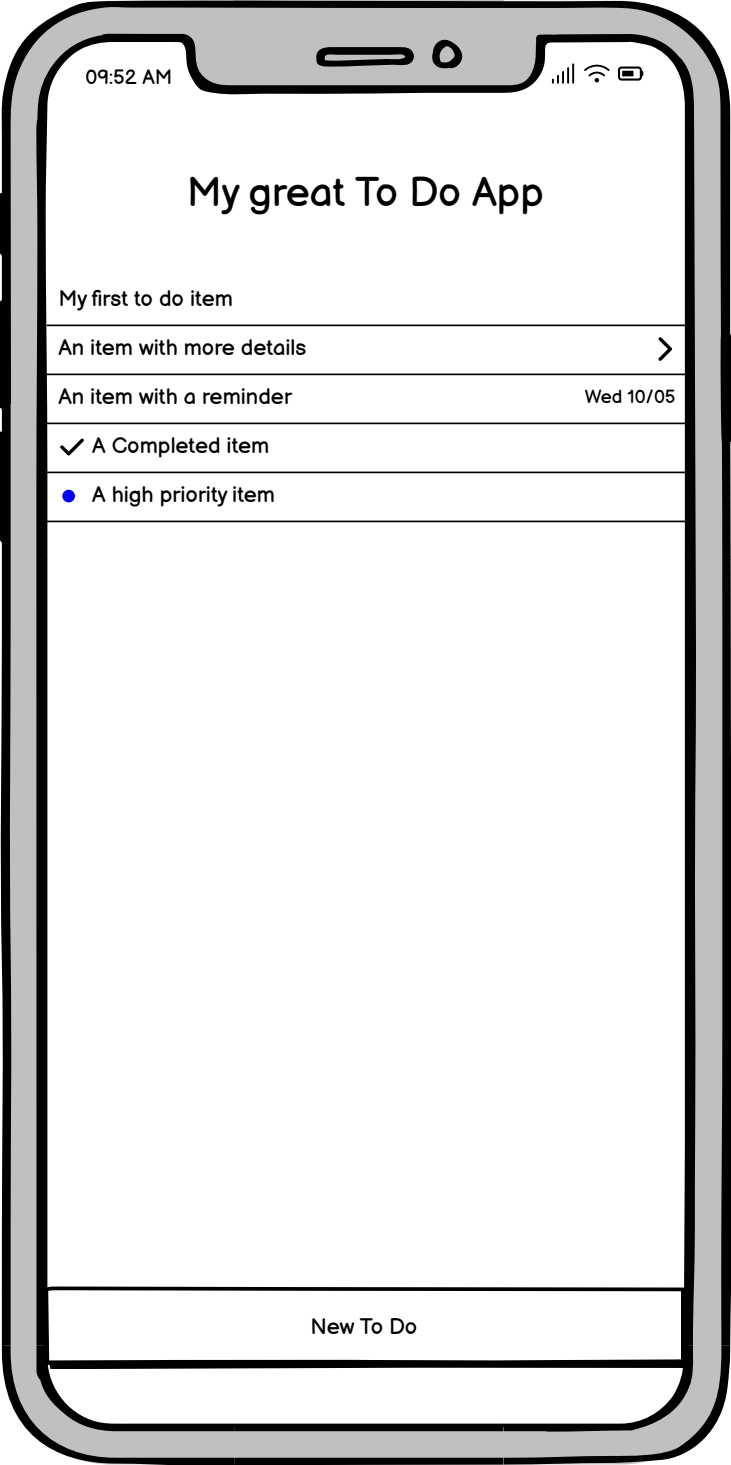 09:52 AM
My great To Do App
My first to do item
An item with more details
An item with a reminder Wed 10/05
A Completed item
A high priority item
New To Do